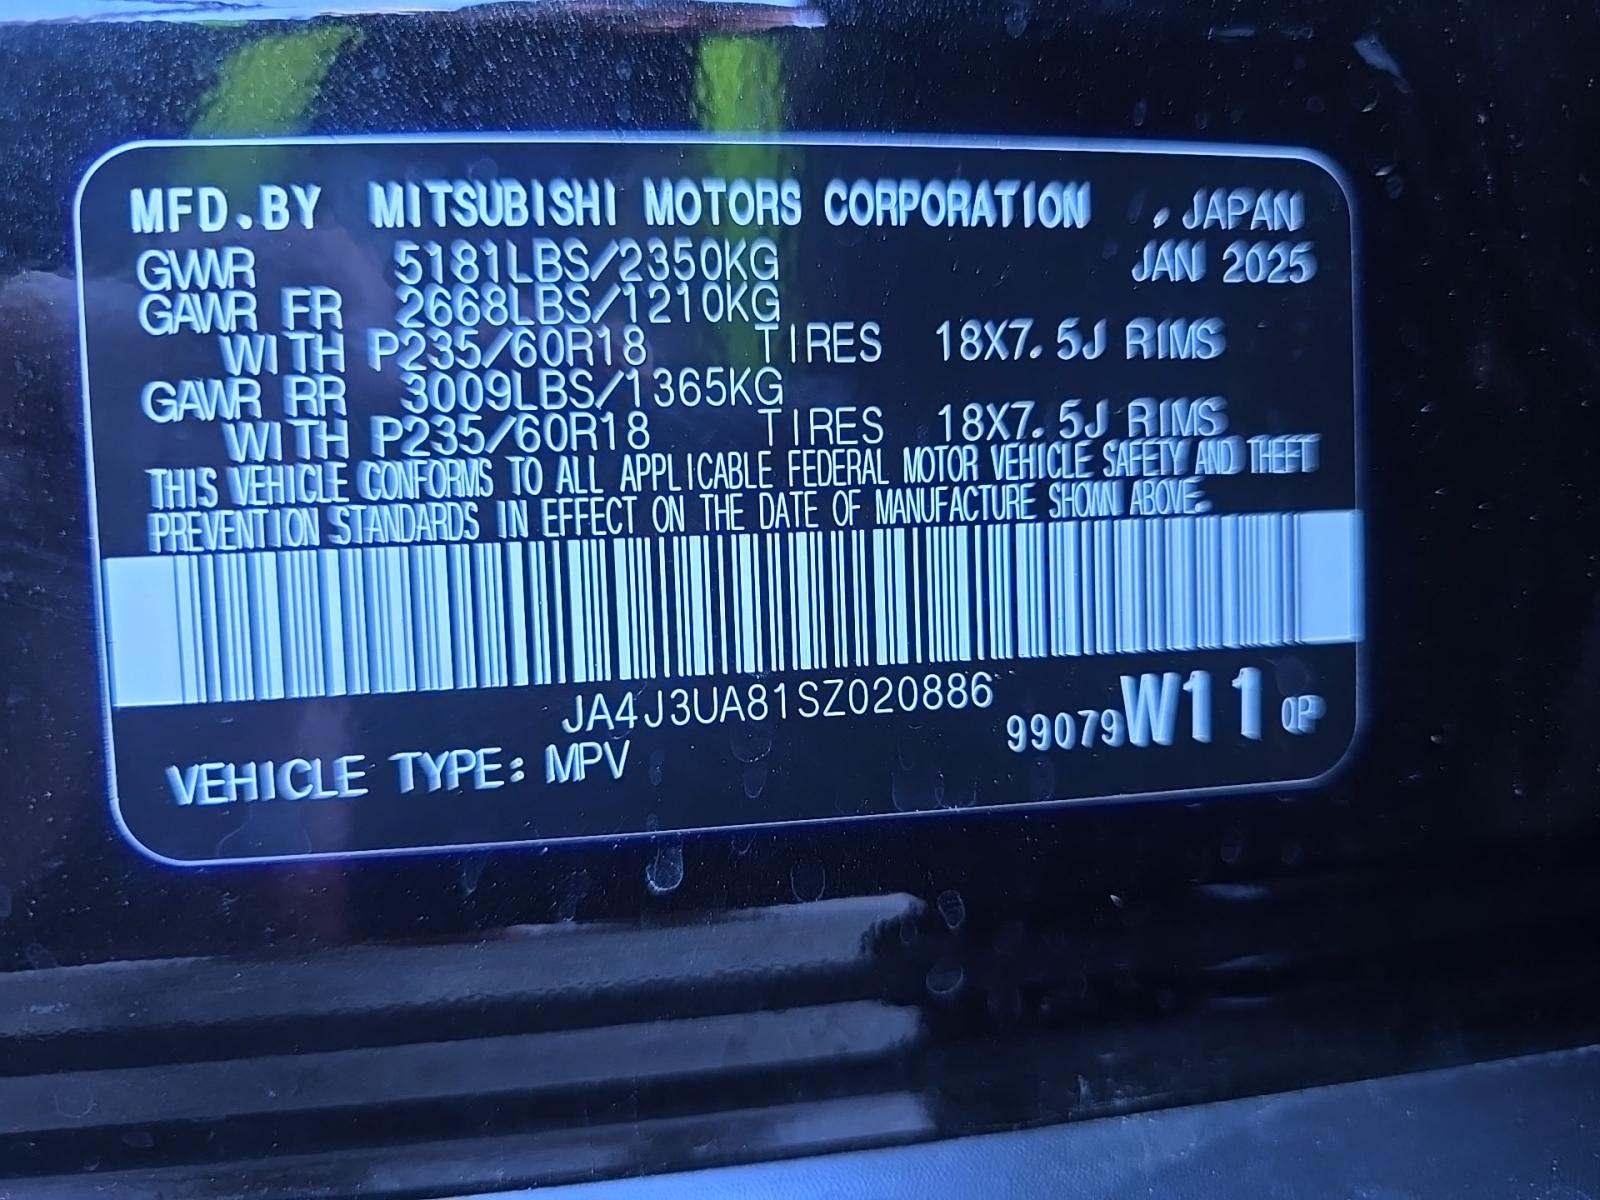 MFD.BY MITSUBISHI MOTORS CORPORATION , JAPAN
GVWR 5181LBS/2350KG JAN 2025
GAWR FR 2668LBS/1210KG
WITH P235/60R18 TIRES 18X7.5J RIMS
GAWR RR 3009LBS/1365KG
WITH P235/60R18 TIRES 18X7.5J RIMS
THIS VEHICLE CONFORMS TO ALL APPLICABLE FEDERAL MOTOR VEHICLE SAFETY AND THEFT
PREVENTION STANDARDS IN EFFECT ON THE DATE OF MANUFACTURE SHOWN ABOVE.
JA4J3UA81SZ020886
99079W11 0P
VEHICLE TYPE: MPV